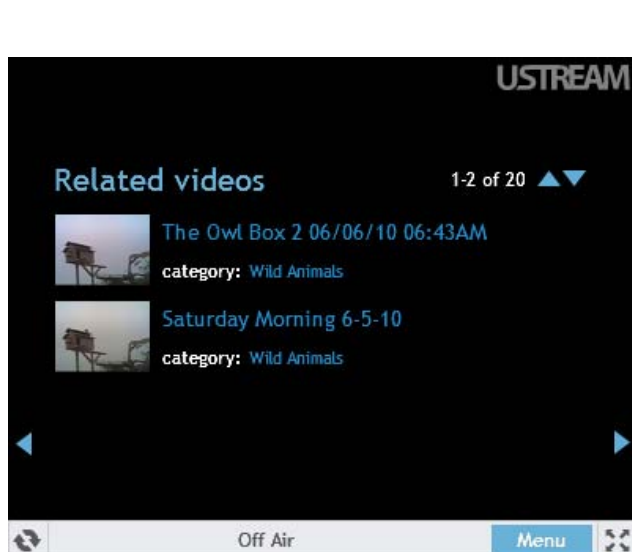 USTREAM
Related videos
1-2 of 20
The Owl Box 2 06/06/10 06:43AM
category: Wild Animals
Saturday Morning 6-5-10
category: Wild Animals
Off Air
Menu